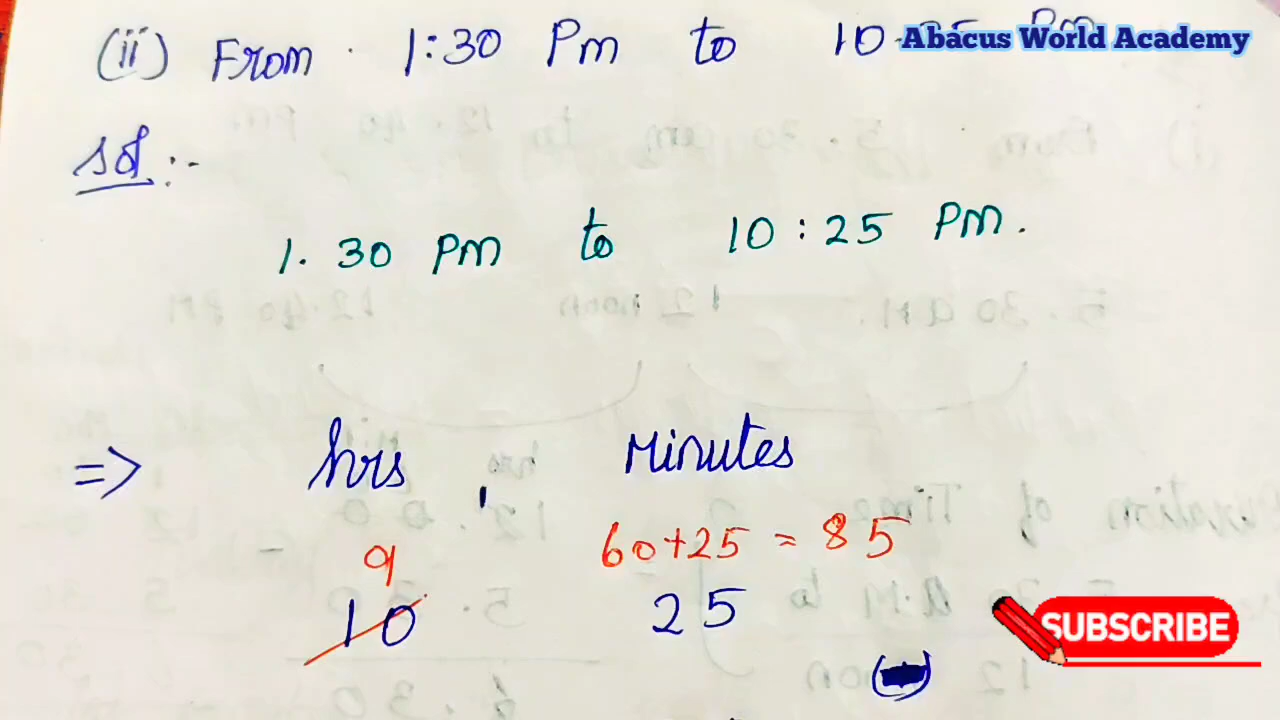 (ii) From 1:30 Pm to 10
Abacus World Academy
Sol :-
1.30 PM to 10:25 PM.
=> hrs , Minutes
9 60+25 = 85
10 25
SUBSCRIBE